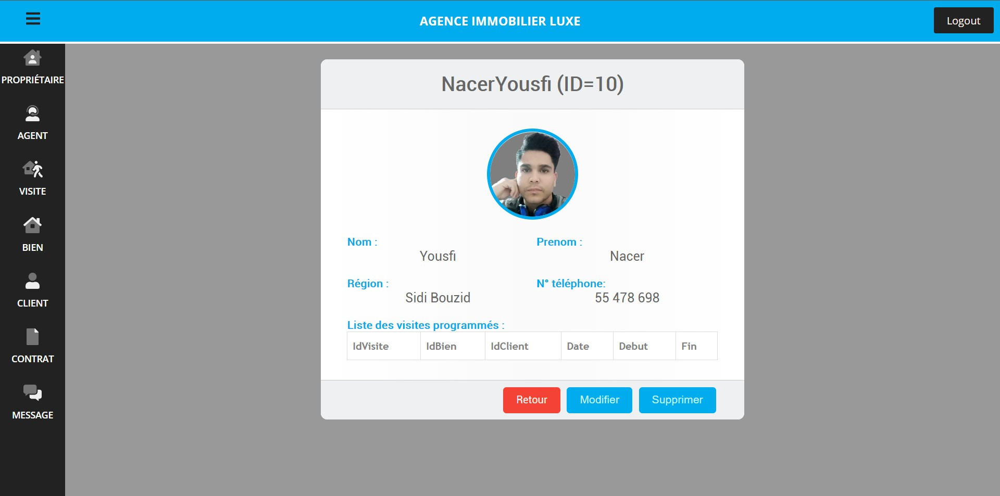 AGENCE IMMOBILIER LUXE
Logout
PROPRIÉTAIRE
AGENT
VISITE
BIEN
CLIENT
CONTRAT
MESSAGE
NacerYousfi (ID=10)
Nom : Prenom :
Yousfi Nacer
Région : N° téléphone:
Sidi Bouzid 55 478 698
Liste des visites programmés :
IdVisite IdBien IdClient Date Debut Fin
Retour Modifier Supprimer